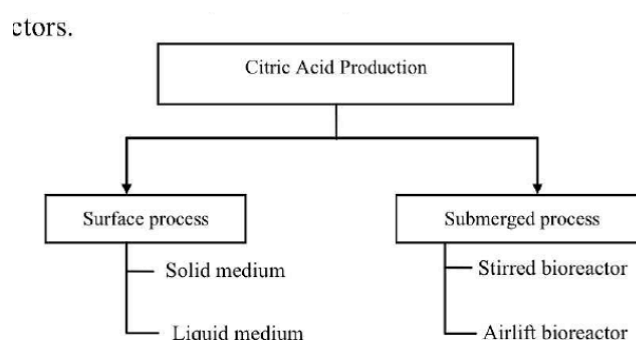 ctors.
Citric Acid Production
Surface process
Submerged process
Solid medium
Stirred bioreactor
Liquid medium
Airlift bioreactor